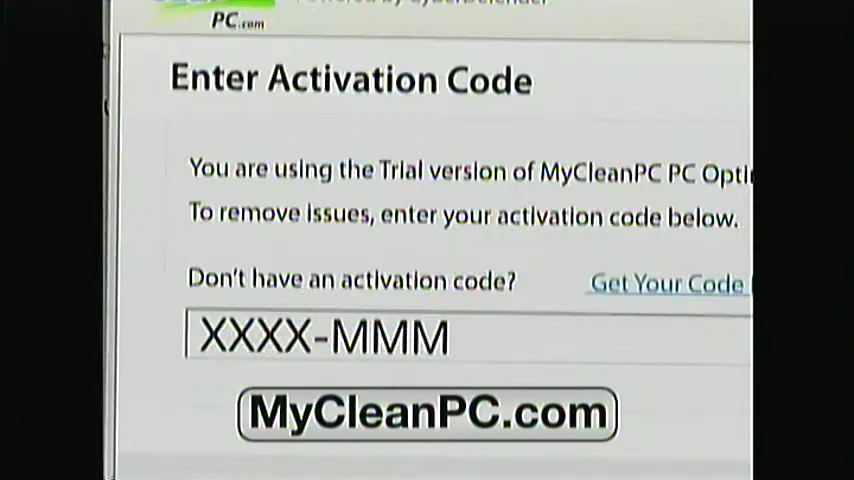 PC.com
Enter Activation Code
You are using the Trial version of MyCleanPC PC
To remove issues, enter your activation code below.
Don't have an activation code? Get Your Code
XXXX-MMM
MyCleanPC.com